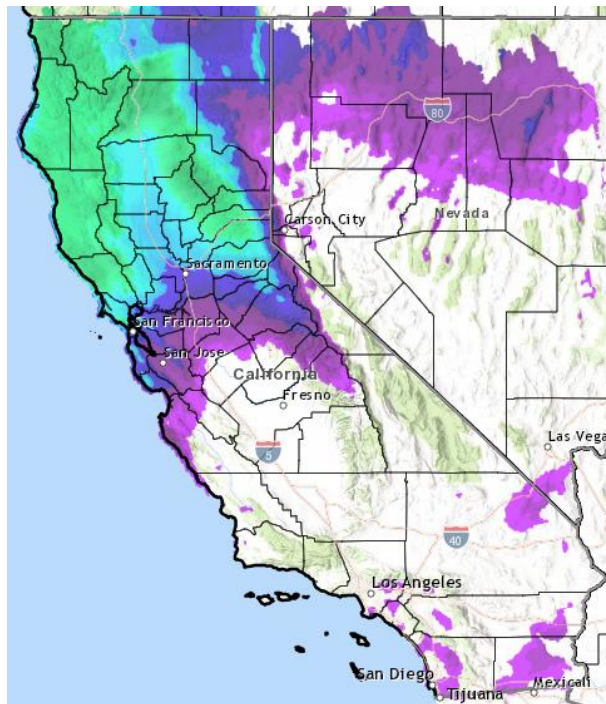 80
Carson City
Nevada
Sacramento
San Francisco
San Jose
California
Fresno
Las Vega
5
40
Los Angeles
San Diego
Mexicali
Tijuana